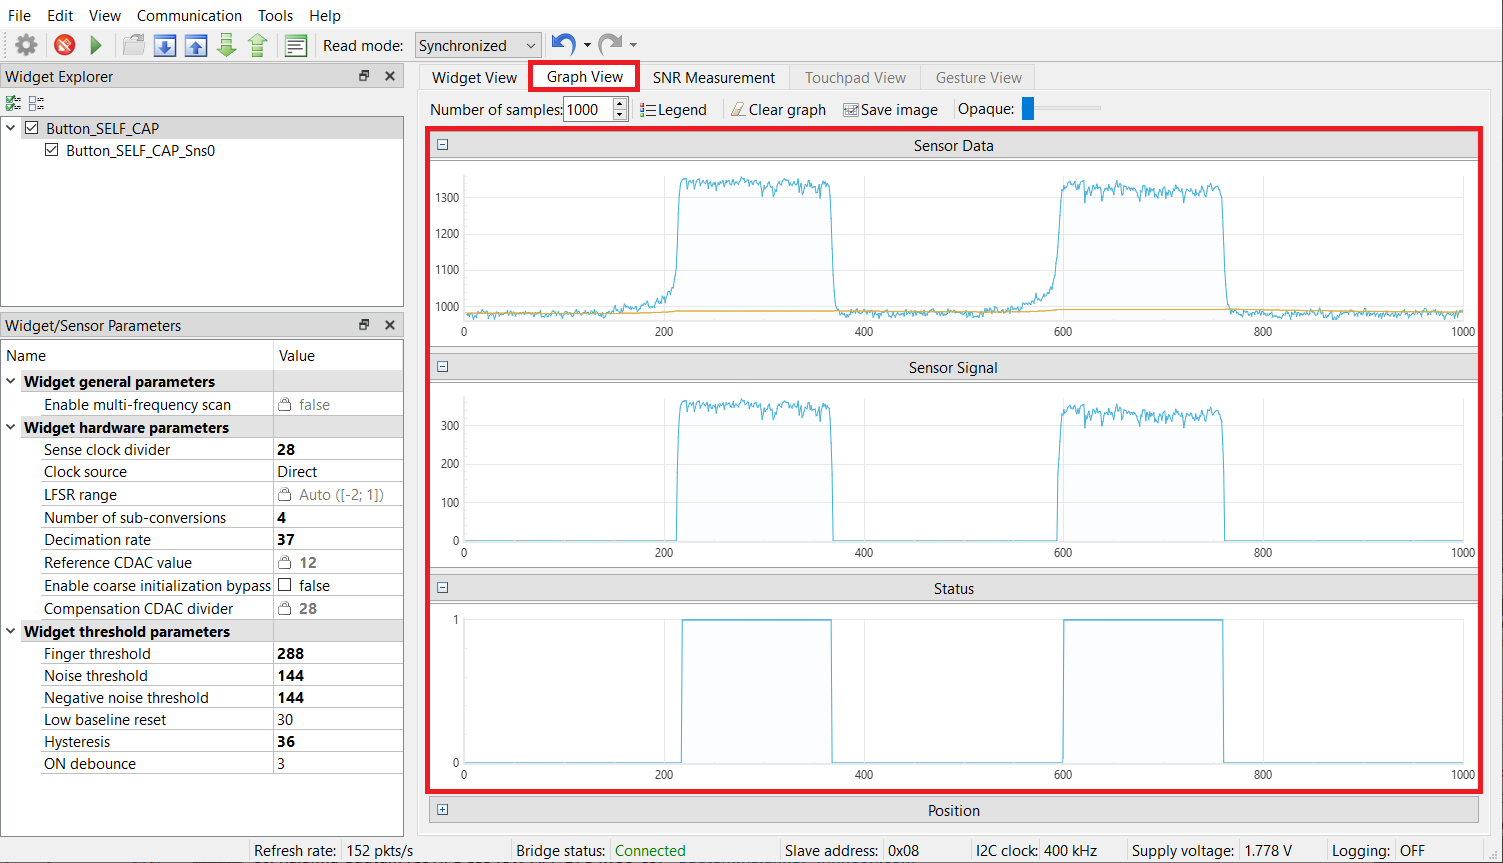 File Edit View Communication Tools Help
Read mode: Synchronized
Widget Explorer
Button_SELF_CAP
Button_SELF_CAP_Sns0
Widget/Sensor Parameters
Name Value
Widget general parameters
Enable multi-frequency scan false
Widget hardware parameters
Sense clock divider 28
Clock source Direct
LFSR range Auto ([-2; 1])
Number of sub-conversions 4
Decimation rate 37
Reference CDAC value 12
Enable coarse initialization bypass false
Compensation CDAC divider 28
Widget threshold parameters
Finger threshold 288
Noise threshold 144
Negative noise threshold 144
Low baseline reset 30
Hysteresis 36
ON debounce 3
Widget View Graph View SNR Measurement Touchpad View Gesture View
Number of samples: 1000 Legend Clear graph Save image Opaque:
Sensor Data
1300
1200
1100
1000
0 200 400 600 800 1000
Sensor Signal
300
200
100
0
0 200 400 600 800 1000
Status
1
0
0 200 400 600 800 1000
Position
Refresh rate: 152 pkts/s Bridge status: Connected Slave address: 0x08 I2C clock: 400 kHz Supply voltage: 1.778 V Logging: OFF